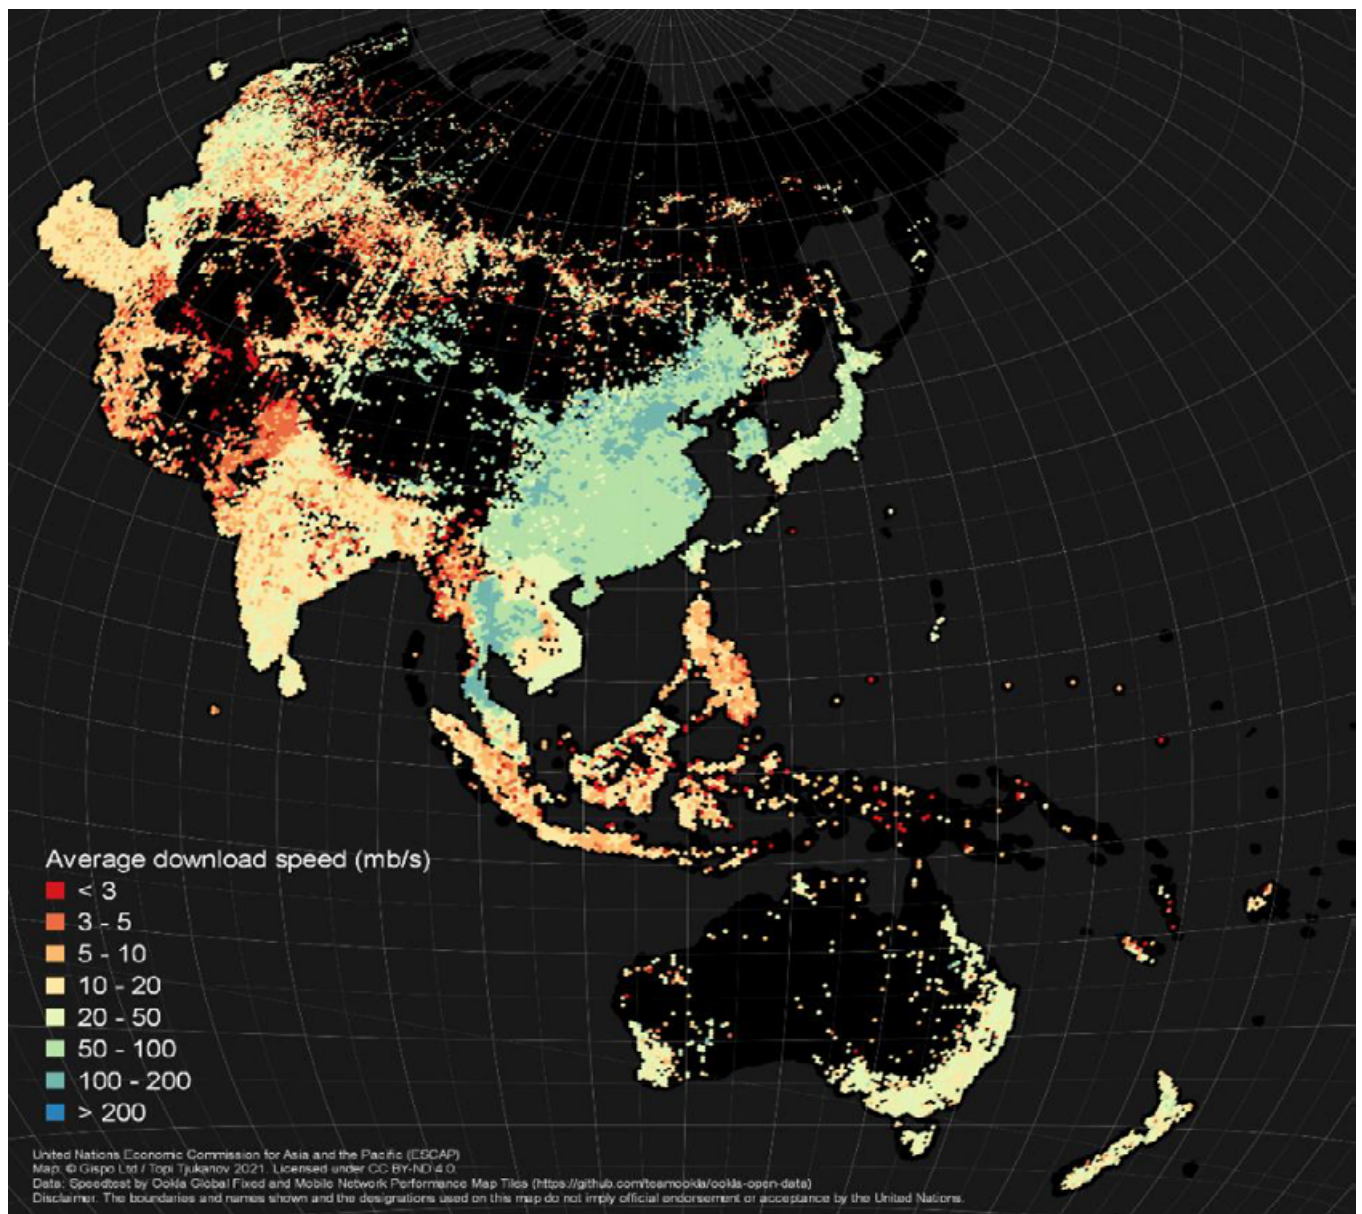 Average download speed (mb/s)
< 3
3 - 5
5 - 10
10 - 20
20 - 50
50 - 100
100 - 200
> 200
United Nations Economic Commission for Asia and the Pacific (ESCAP)
Map: © Gispo Ltd / Topi Tjukanov 2021. Licensed under CC BY-ND 4.0.
Data: Speedtest by Ookla Global Fixed and Mobile Network Performance Map Tiles (https://github.com/teamookla/ookla-open-data)
Disclaimer: The boundaries and names shown and the designations used on this map do not imply official endorsement or acceptance by the United Nations.